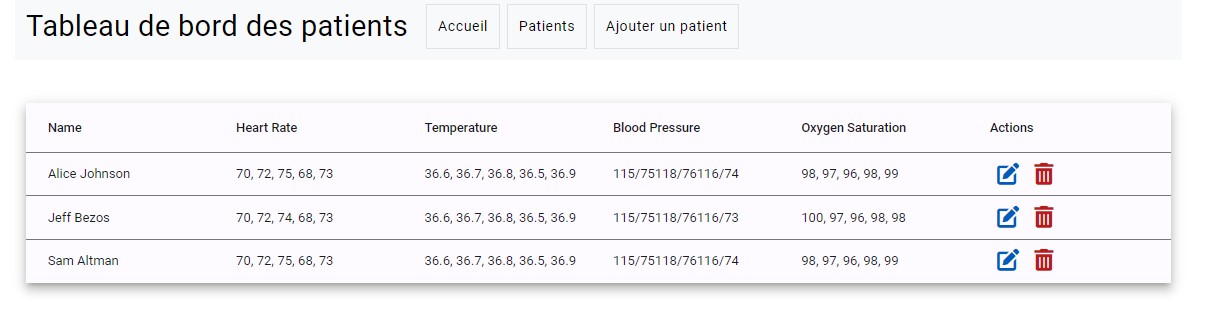 Tableau de bord des patients Accueil Patients Ajouter un patient
Name Heart Rate Temperature Blood Pressure Oxygen Saturation Actions
Alice Johnson 70, 72, 75, 68, 73 36.6, 36.7, 36.8, 36.5, 36.9 115/75118/76116/74 98, 97, 96, 98, 99
Jeff Bezos 70, 72, 74, 68, 73 36.6, 36.7, 36.8, 36.5, 36.9 115/75118/76116/73 100, 97, 96, 98, 98
Sam Altman 70, 72, 75, 68, 73 36.6, 36.7, 36.8, 36.5, 36.9 115/75118/76116/74 98, 97, 96, 98, 99